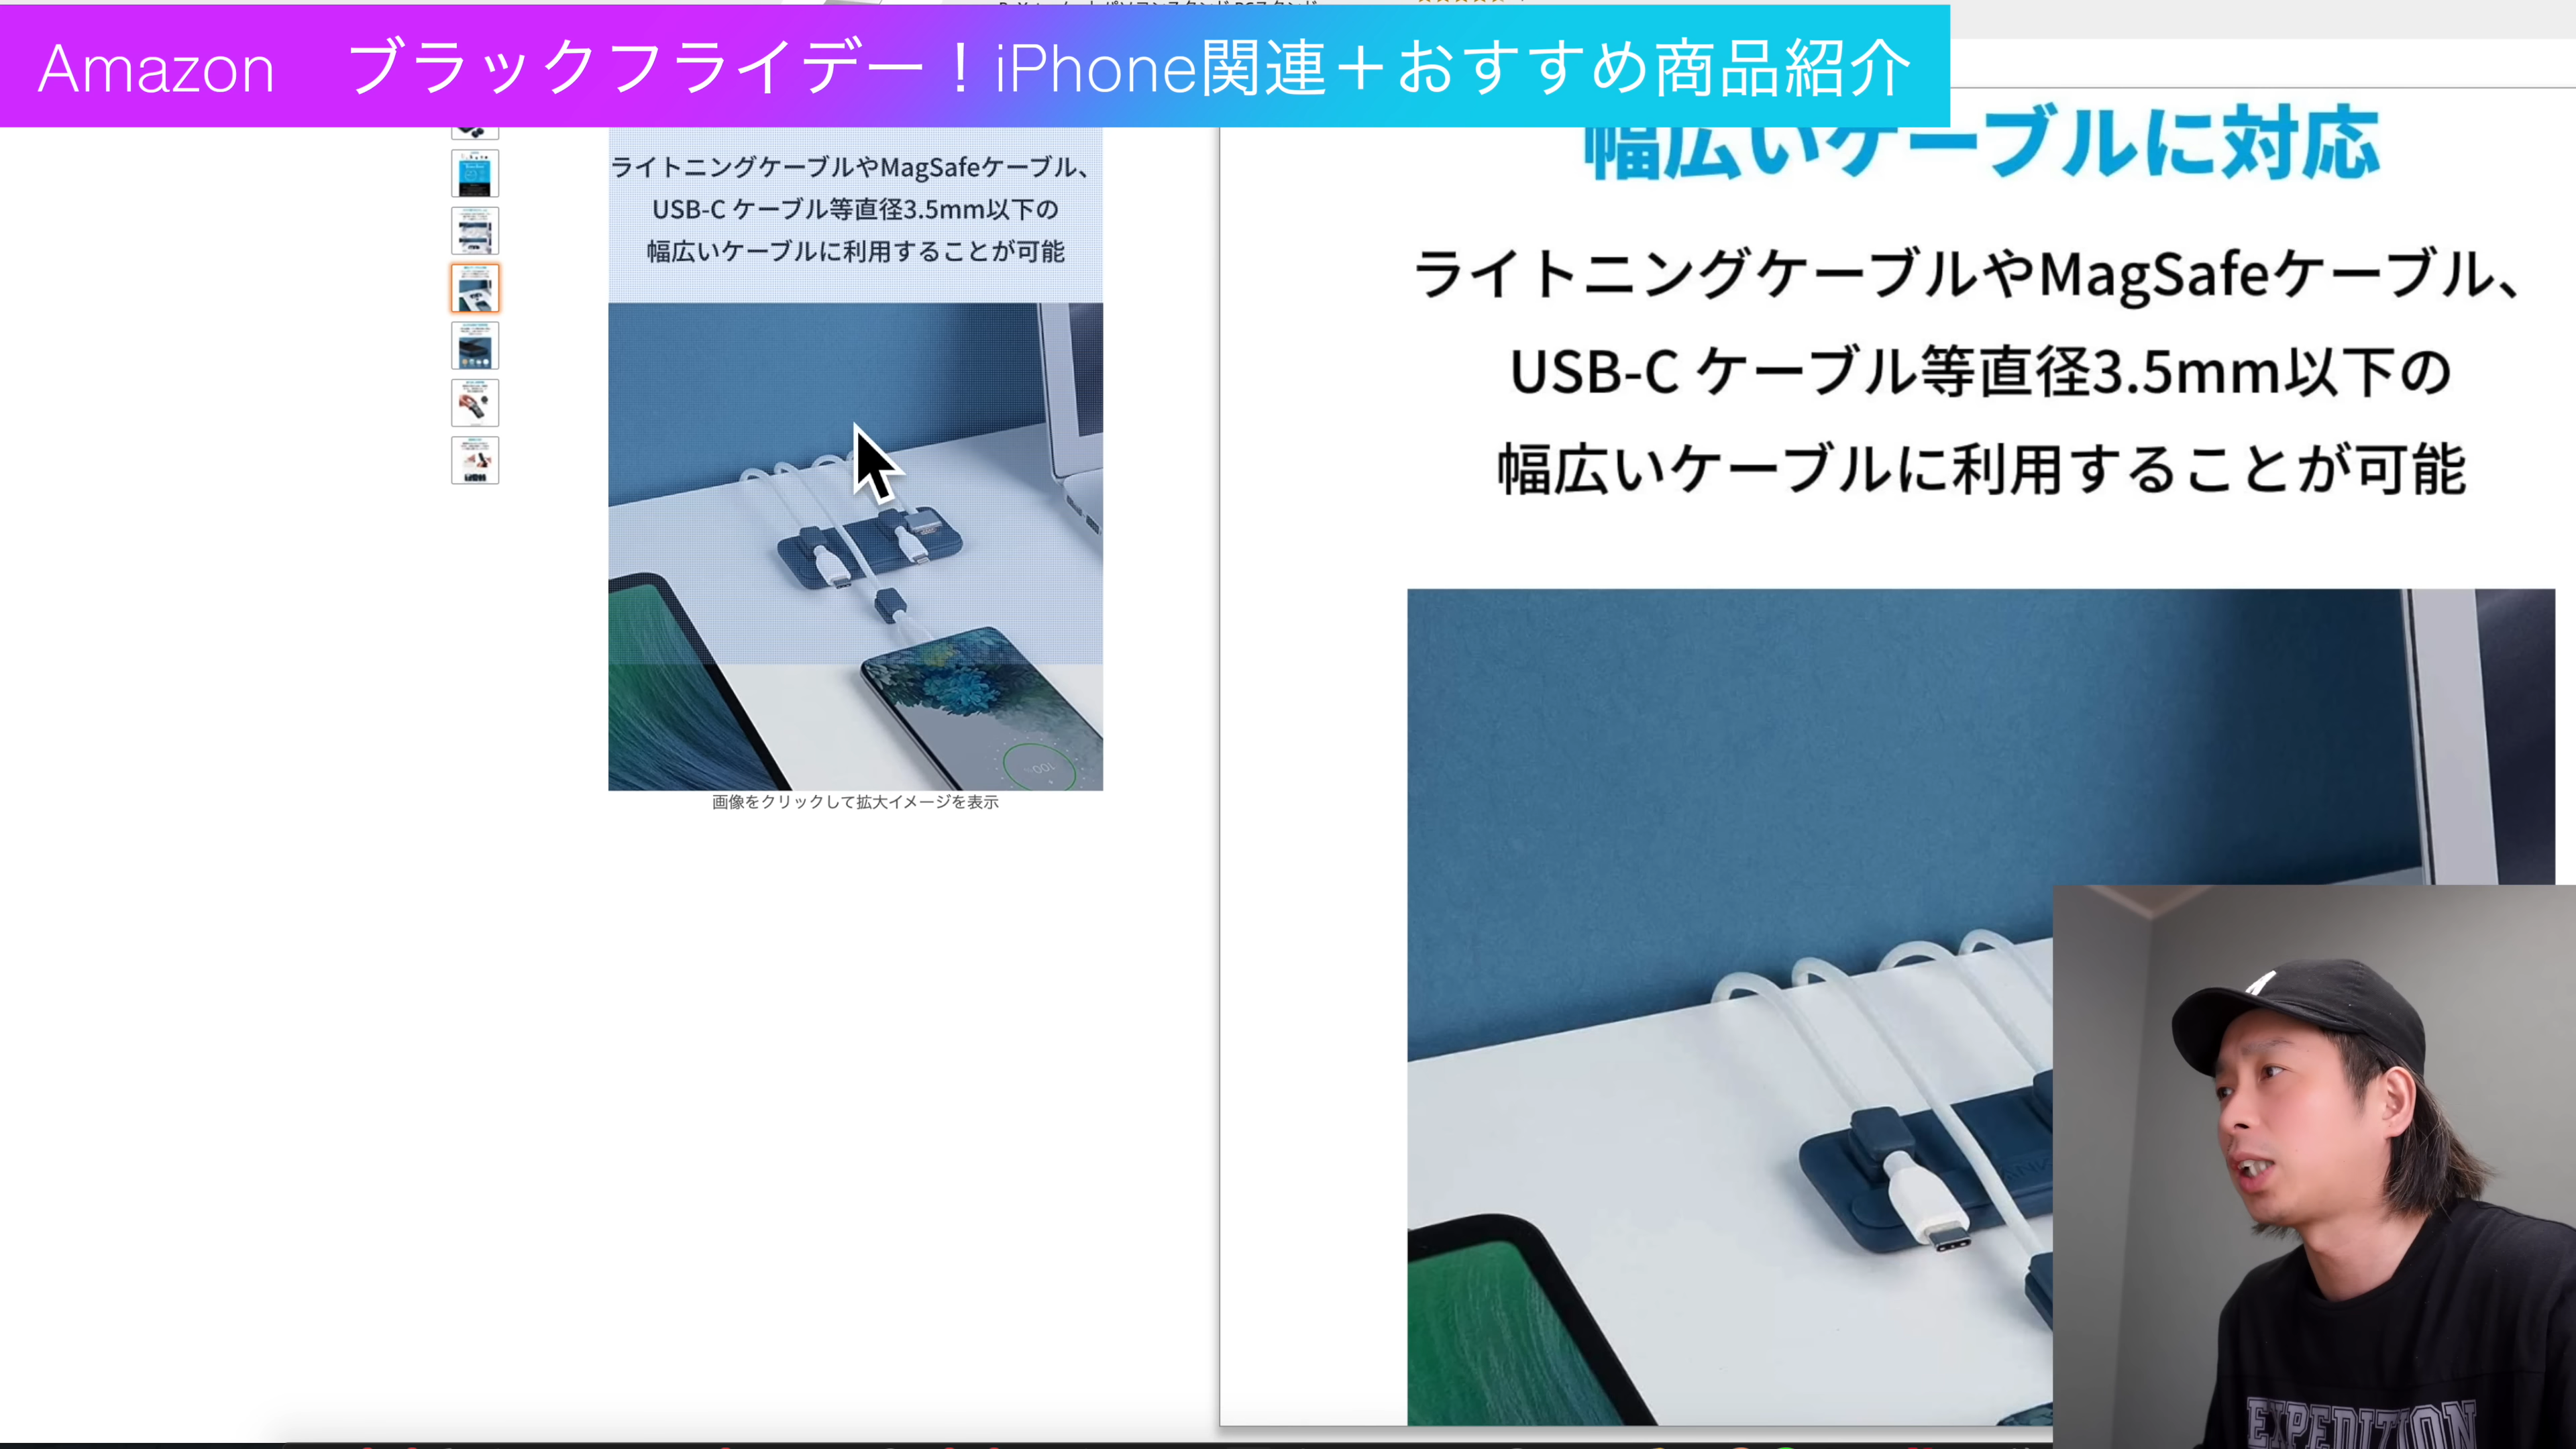 Amazon　ブラックフライデー！iPhone関連＋おすすめ商品紹介
ライトニングケーブルやMagSafeケーブル、
USB-C ケーブル等直径3.5mm以下の
幅広いケーブルに利用することが可能
画像をクリックして拡大イメージを表示
幅広いケーブルに対応
ライトニングケーブルやMagSafeケーブル、
USB-C ケーブル等直径3.5mm以下の
幅広いケーブルに利用することが可能
EXPEDITION